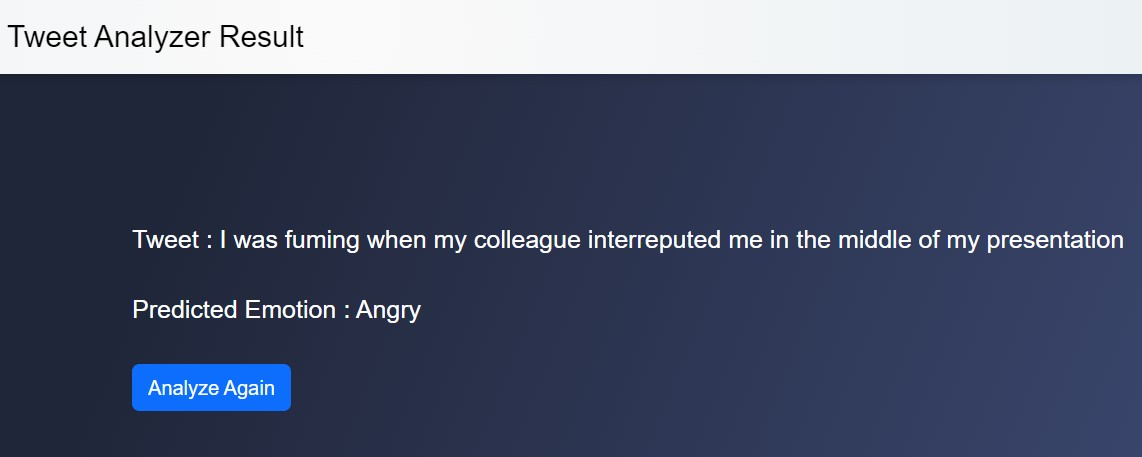 Tweet Analyzer Result
Tweet : I was fuming when my colleague interreputed me in the middle of my presentation
Predicted Emotion : Angry
Analyze Again